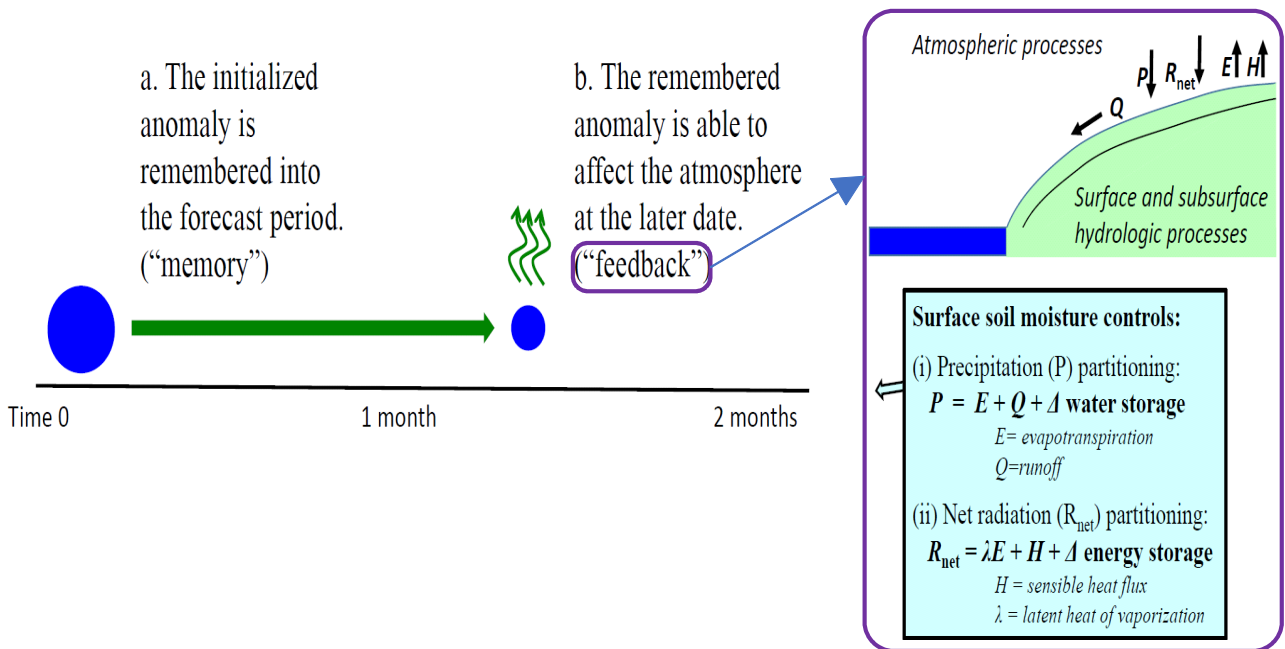 a. The initialized
anomaly is
remembered into
the forecast period.
(“memory”)
b. The remembered
anomaly is able to
affect the atmosphere
at the later date.
(“feedback”)
Time 0
1 month
2 months
Atmospheric processes
P
Rnet
E
H
Q
Surface and subsurface
hydrologic processes
Surface soil moisture controls:
(i) Precipitation (P) partitioning:
P = E + Q + Δ water storage
E= evapotranspiration
Q=runoff
(ii) Net radiation (Rnet) partitioning:
Rnet = λE + H + Δ energy storage
H = sensible heat flux
λ = latent heat of vaporization